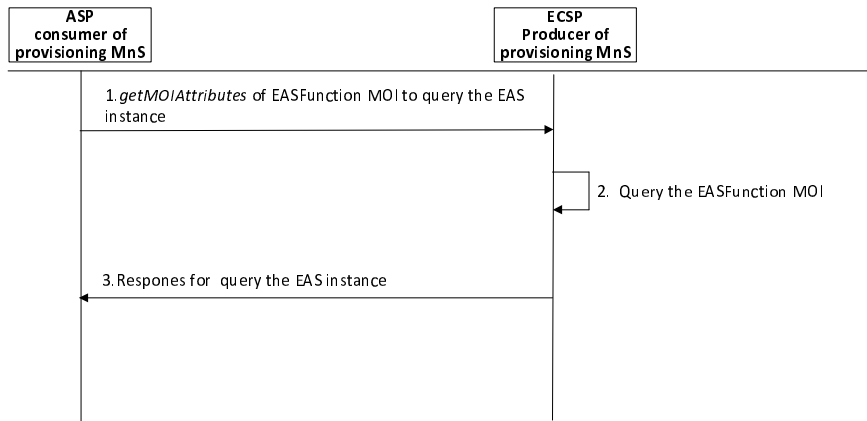 ASP
consumer of
provisioning MnS
ECSP
Producer of
provisioning MnS
1. getMOIAttributes of EASFunction MOI to query the EAS
instance
2. Query the EASFunction MOI
3. Respones for query the EAS instance